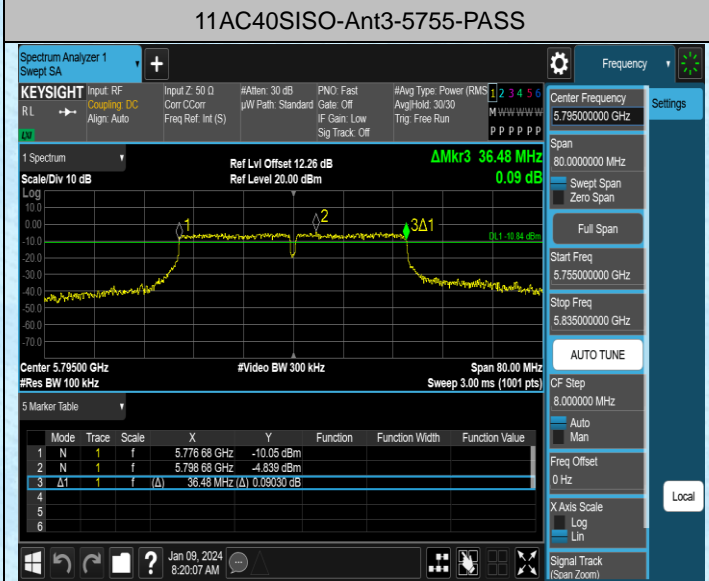 11AC40SISO-Ant3-5755-PASS
Spectrum Analyzer 1
Swept SA
Frequency
KEYSIGHT
RL
Input: RF
Coupling: DC
Align: Auto
Input Z: 50 Ω
Corr CCorr
Freq Ref: Int (S)
#Atten: 30 dB
µW Path: Standard
PNO: Fast
Gate: Off
IF Gain: Low
Sig Track: Off
#Avg Type: Power (RMS
Avg|Hold: 30/30
Trig: Free Run
1 2 3 4 5 6
M W W W W W
P P P P P P
1 Spectrum
Scale/Div 10 dB
Ref Lvl Offset 12.26 dB
Ref Level 20.00 dBm
ΔMkr3 36.48 MHz
0.09 dB
Log
10.0
0.00
-10.0
-20.0
-30.0
-40.0
-50.0
-60.0
-70.0
1
2
3Δ1
DL1 -10.84 dBm
Center 5.79500 GHz
#Res BW 100 kHz
#Video BW 300 kHz
Span 80.00 MHz
Sweep 3.00 ms (1001 pts)
5 Marker Table
Mode Trace Scale X Y Function Function Width Function Value
1 N 1 f 5.776 68 GHz -10.05 dBm
2 N 1 f 5.798 68 GHz -4.839 dBm
3 Δ1 1 f (Δ) 36.48 MHz (Δ) 0.09030 dB
4
5
6
Jan 09, 2024
8:20:07 AM
Center Frequency
5.795000000 GHz
Settings
Span
80.0000000 MHz
Swept Span
Zero Span
Full Span
Start Freq
5.755000000 GHz
Stop Freq
5.835000000 GHz
AUTO TUNE
CF Step
8.000000 MHz
Auto
Man
Freq Offset
0 Hz
X Axis Scale
Log
Lin
Local
Signal Track
(Span Zoom)